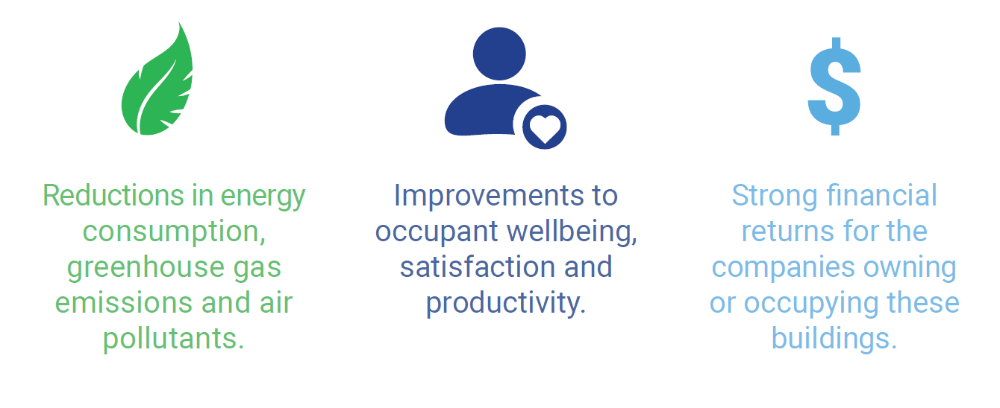 Reductions in energy
consumption,
greenhouse gas
emissions and air
pollutants.
Improvements to
occupant wellbeing,
satisfaction and
productivity.
Strong financial
returns for the
companies owning
or occupying these
buildings.